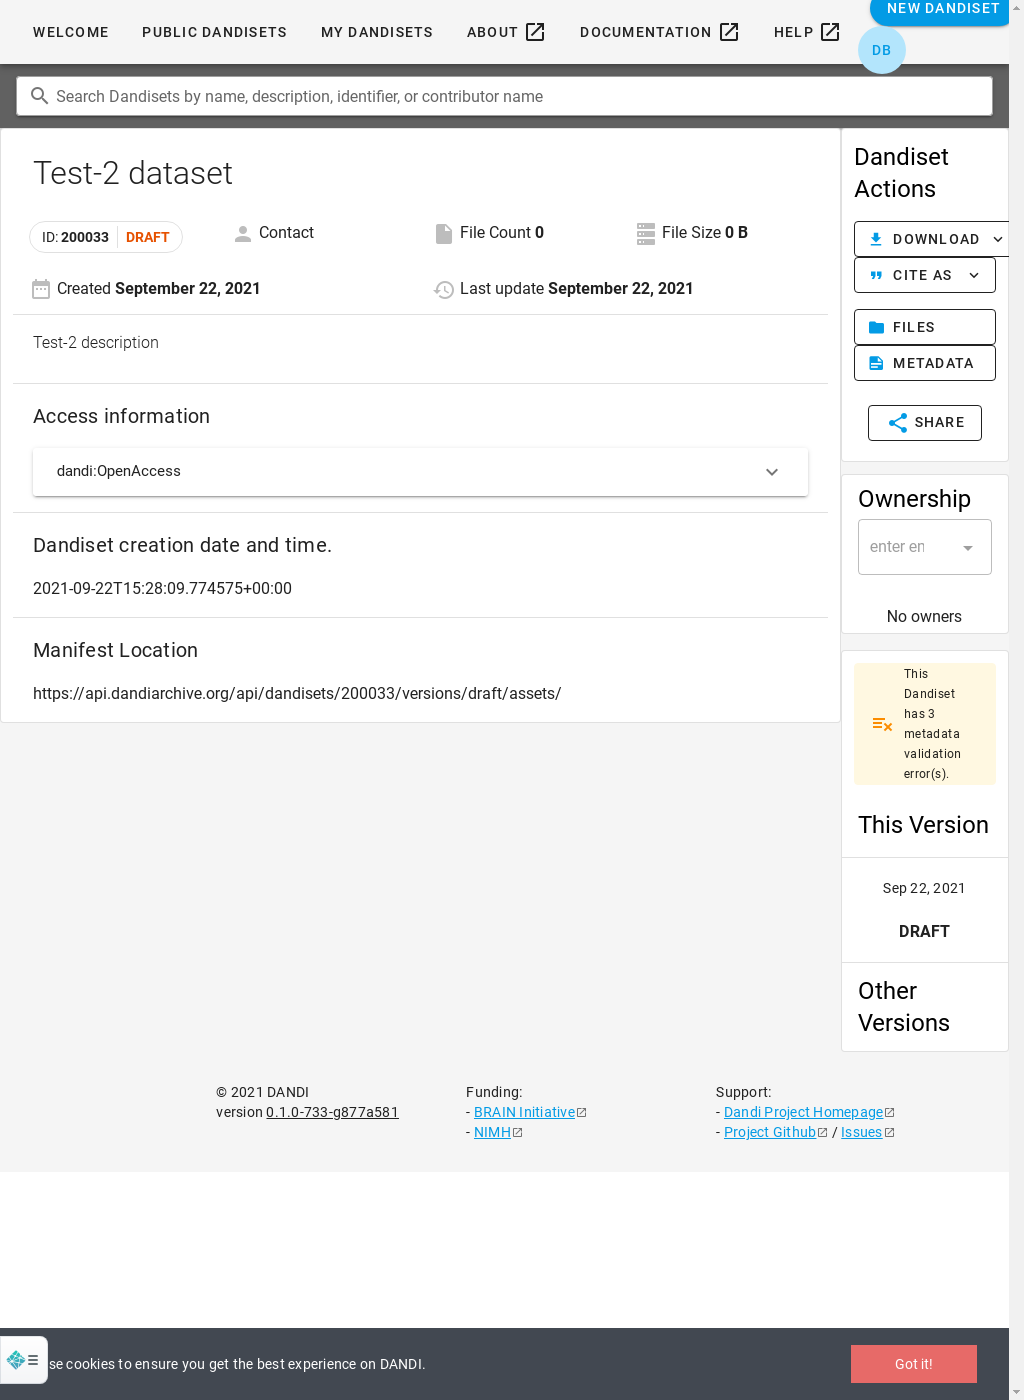 WELCOME PUBLIC DANDISETS MY DANDISETS ABOUT DOCUMENTATION HELP NEW DANDISET
DB
Search Dandisets by name, description, identifier, or contributor name
Test-2 dataset
ID: 200033 DRAFT Contact File Count 0 File Size 0 B
Created September 22, 2021 Last update September 22, 2021
Test-2 description
Access information
dandi:OpenAccess
Dandiset creation date and time.
2021-09-22T15:28:09.774575+00:00
Manifest Location
https://api.dandiarchive.org/api/dandisets/200033/versions/draft/assets/
Dandiset
Actions
DOWNLOAD
CITE AS
FILES
METADATA
SHARE
Ownership
enter
No owners
This
Dandiset
has 3
metadata
validation
error(s).
This Version
Sep 22, 2021
DRAFT
Other
Versions
© 2021 DANDI
version 0.1.0-733-g877a581
Funding:
- BRAIN Initiative
- NIMH
Support:
- Dandi Project Homepage
- Project Github / Issues
cookies to ensure you get the best experience on DANDI.
Got it!